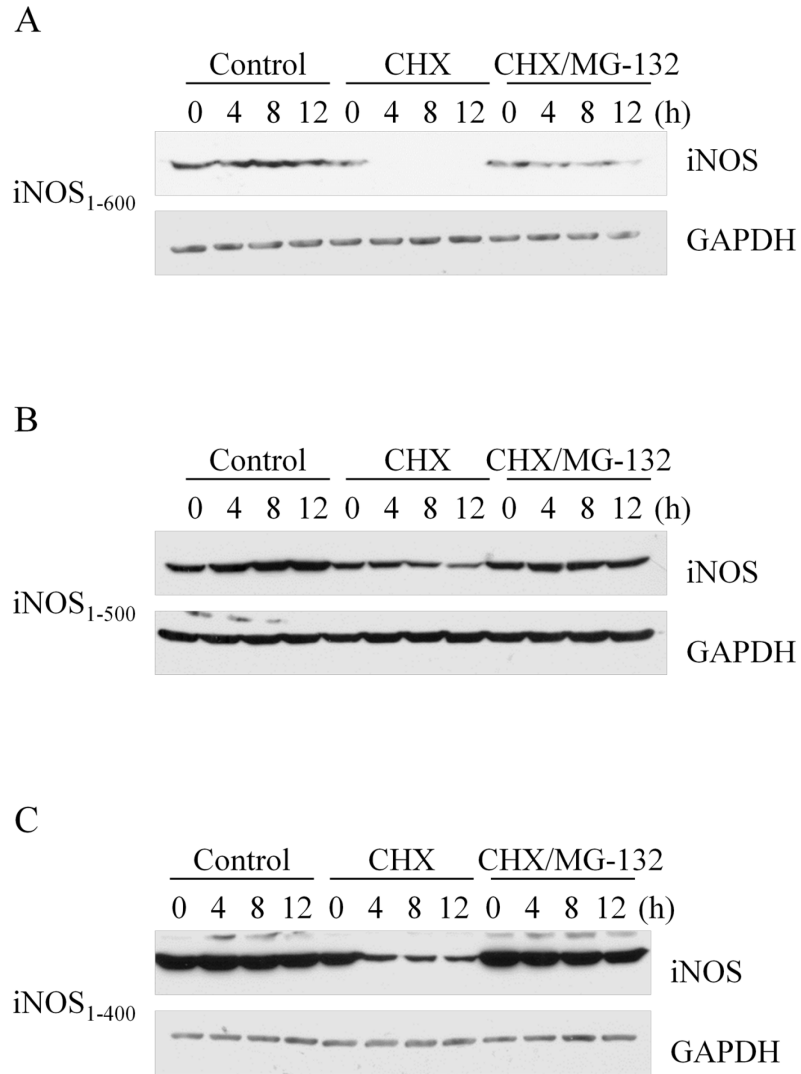 A
Control CHX CHX/MG-132
0 4 8 12 0 4 8 12 0 4 8 12 (h)
iNOS
iNOS1-600
GAPDH
B
Control CHX CHX/MG-132
0 4 8 12 0 4 8 12 0 4 8 12 (h)
iNOS
iNOS1-500
GAPDH
C
Control CHX CHX/MG-132
0 4 8 12 0 4 8 12 0 4 8 12 (h)
iNOS
iNOS1-400
GAPDH